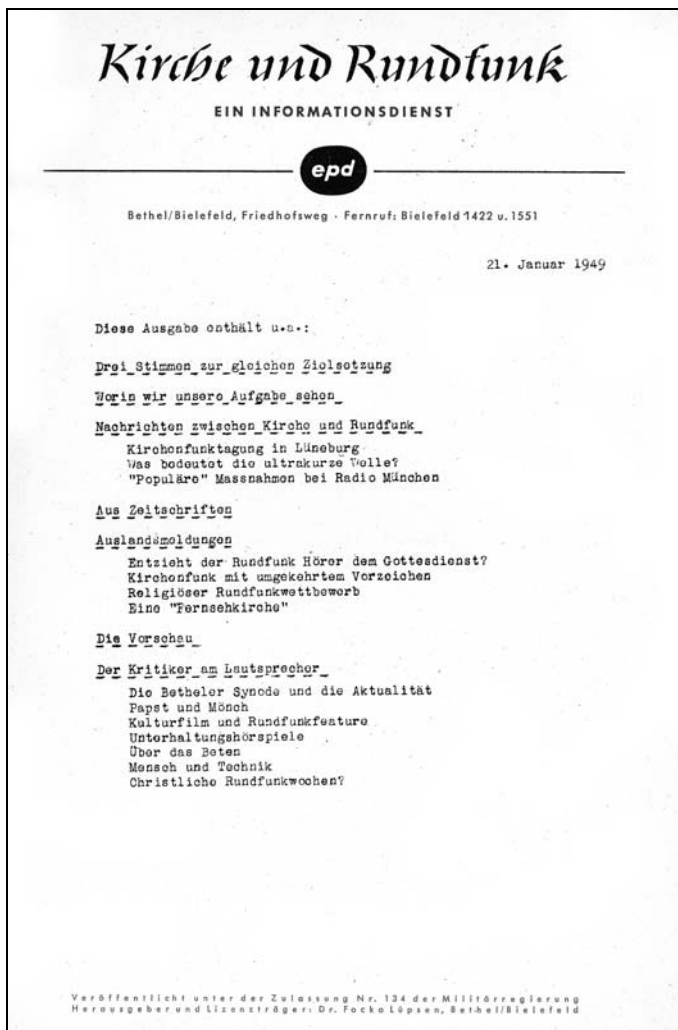 Kirche und Rundfunk
EIN INFORMATIONSDIENST
epd
Bethel/Bielefeld, Friedhofsweg · Fernruf: Bielefeld 1422 u. 1551
21. Januar 1949
Diese Ausgabe enthält u.a.:
Drei Stimmen zur gleichen Zielsetzung
Worin wir unsere Aufgabe sehen
Nachrichten zwischen Kirche und Rundfunk
Kirchenfunktagung in Lüneburg
Was bedeutet die ultrakurze Welle?
"Populäre" Massnahmen bei Radio München
Aus Zeitschriften
Auslandsmeldungen
Entzieht der Rundfunk Hörer dem Gottesdienst?
Kirchenfunk mit umgekehrtem Vorzeichen
Religiöser Rundfunkwettbewerb
Eine "Fernsehkirche"
Die Vorschau
Der Kritiker am Lautsprecher
Die Betheler Synode und die Aktualität
Papst und Mönch
Kulturfilm und Rundfunkfeature
Unterhaltungshörspiele
Über das Beten
Mensch und Technik
Christliche Rundfunkwochen?
Veröffentlicht unter der Zulassung Nr. 134 der Militärregierung
Herausgeber und Lizenzträger: Dr. Focko Lüpsen, Bethel/Bielefeld